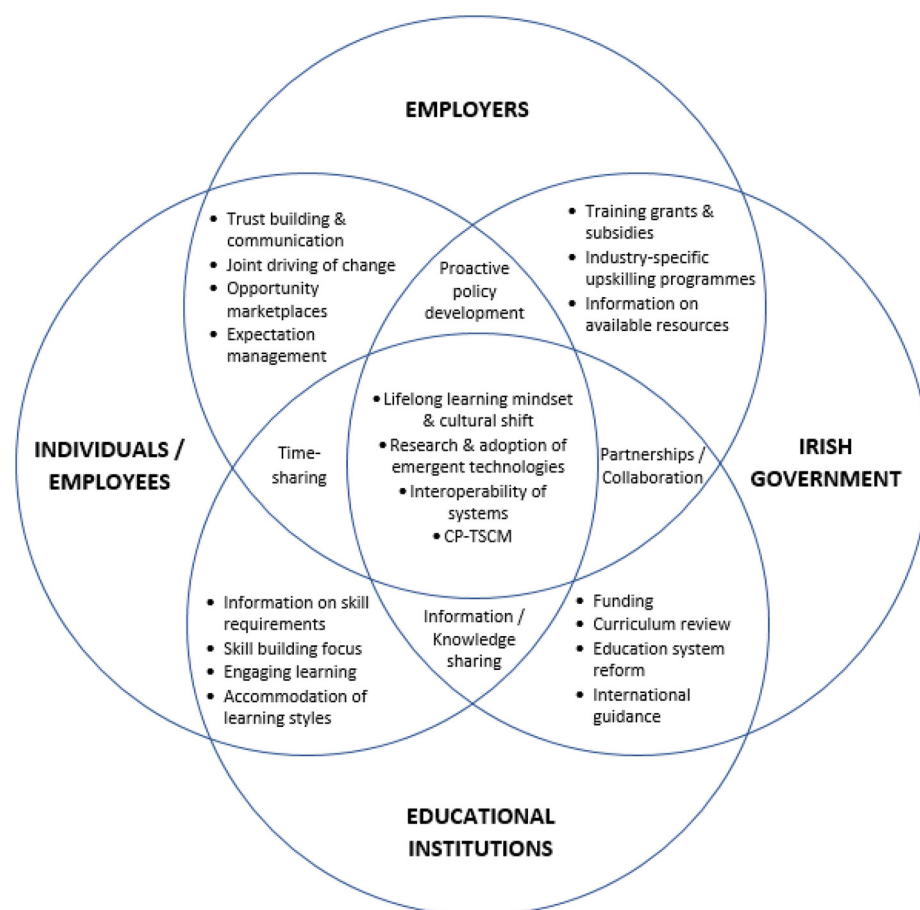 EMPLOYERS
• Trust building &
communication
• Joint driving of change
• Opportunity
marketplaces
• Expectation
management
Proactive
policy
development
• Training grants &
subsidies
• Industry-specific
upskilling programmes
• Information on
available resources
INDIVIDUALS /
EMPLOYEES
Time-
sharing
• Lifelong learning mindset
& cultural shift
• Research & adoption of
emergent technologies
• Interoperability of
systems
• CP-TSCM
Partnerships /
Collaboration
IRISH
GOVERNMENT
• Information on skill
requirements
• Skill building focus
• Engaging learning
• Accommodation of
learning styles
Information /
Knowledge
sharing
• Funding
• Curriculum review
• Education system
reform
• International
guidance
EDUCATIONAL
INSTITUTIONS